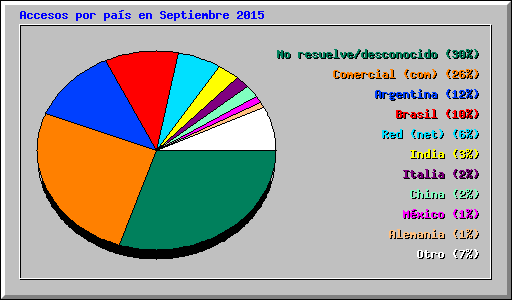 Accesos por país en Septiembre 2015
No resuelve/desconocido (30%)
Comercial (com) (26%)
Argentina (12%)
Brasil (10%)
Red (net) (6%)
India (3%)
Italia (2%)
China (2%)
México (1%)
Alemania (1%)
Otro (7%)